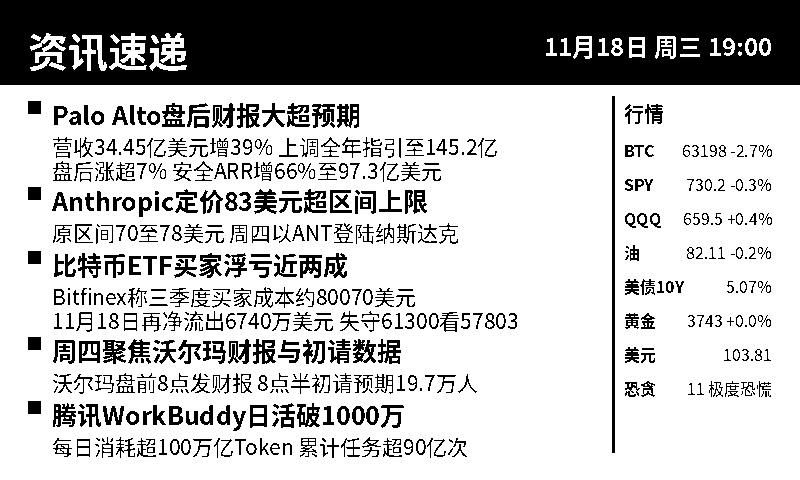 资讯速递
11月18日 周三 19:00
Palo Alto盘后财报大超预期
营收34.45亿美元增39% 上调全年指引至145.2亿
盘后涨超7% 安全ARR增66%至97.3亿美元
Anthropic定价83美元超区间上限
原区间70至78美元 周四以ANT登陆纳斯达克
比特币ETF买家浮亏近两成
Bitfinex称三季度买家成本约80070美元
11月18日再净流出6740万美元 失守61300看57803
周四聚焦沃尔玛财报与初请数据
沃尔玛盘前8点发财报 8点半初请预期19.7万人
腾讯WorkBuddy日活破1000万
每日消耗超100万亿Token 累计任务超90亿次
行情
BTC 63198 -2.7%
SPY 730.2 -0.3%
QQQ 659.5 +0.4%
油 82.11 -0.2%
美债10Y 5.07%
黄金 3743 +0.0%
美元 103.81
恐贪 11 极度恐慌